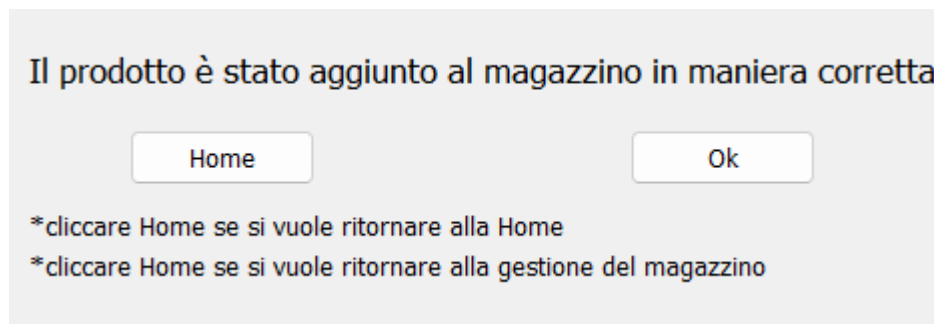 Il prodotto è stato aggiunto al magazzino in maniera corretta
Home Ok
*cliccare Home se si vuole ritornare alla Home
*cliccare Home se si vuole ritornare alla gestione del magazzino